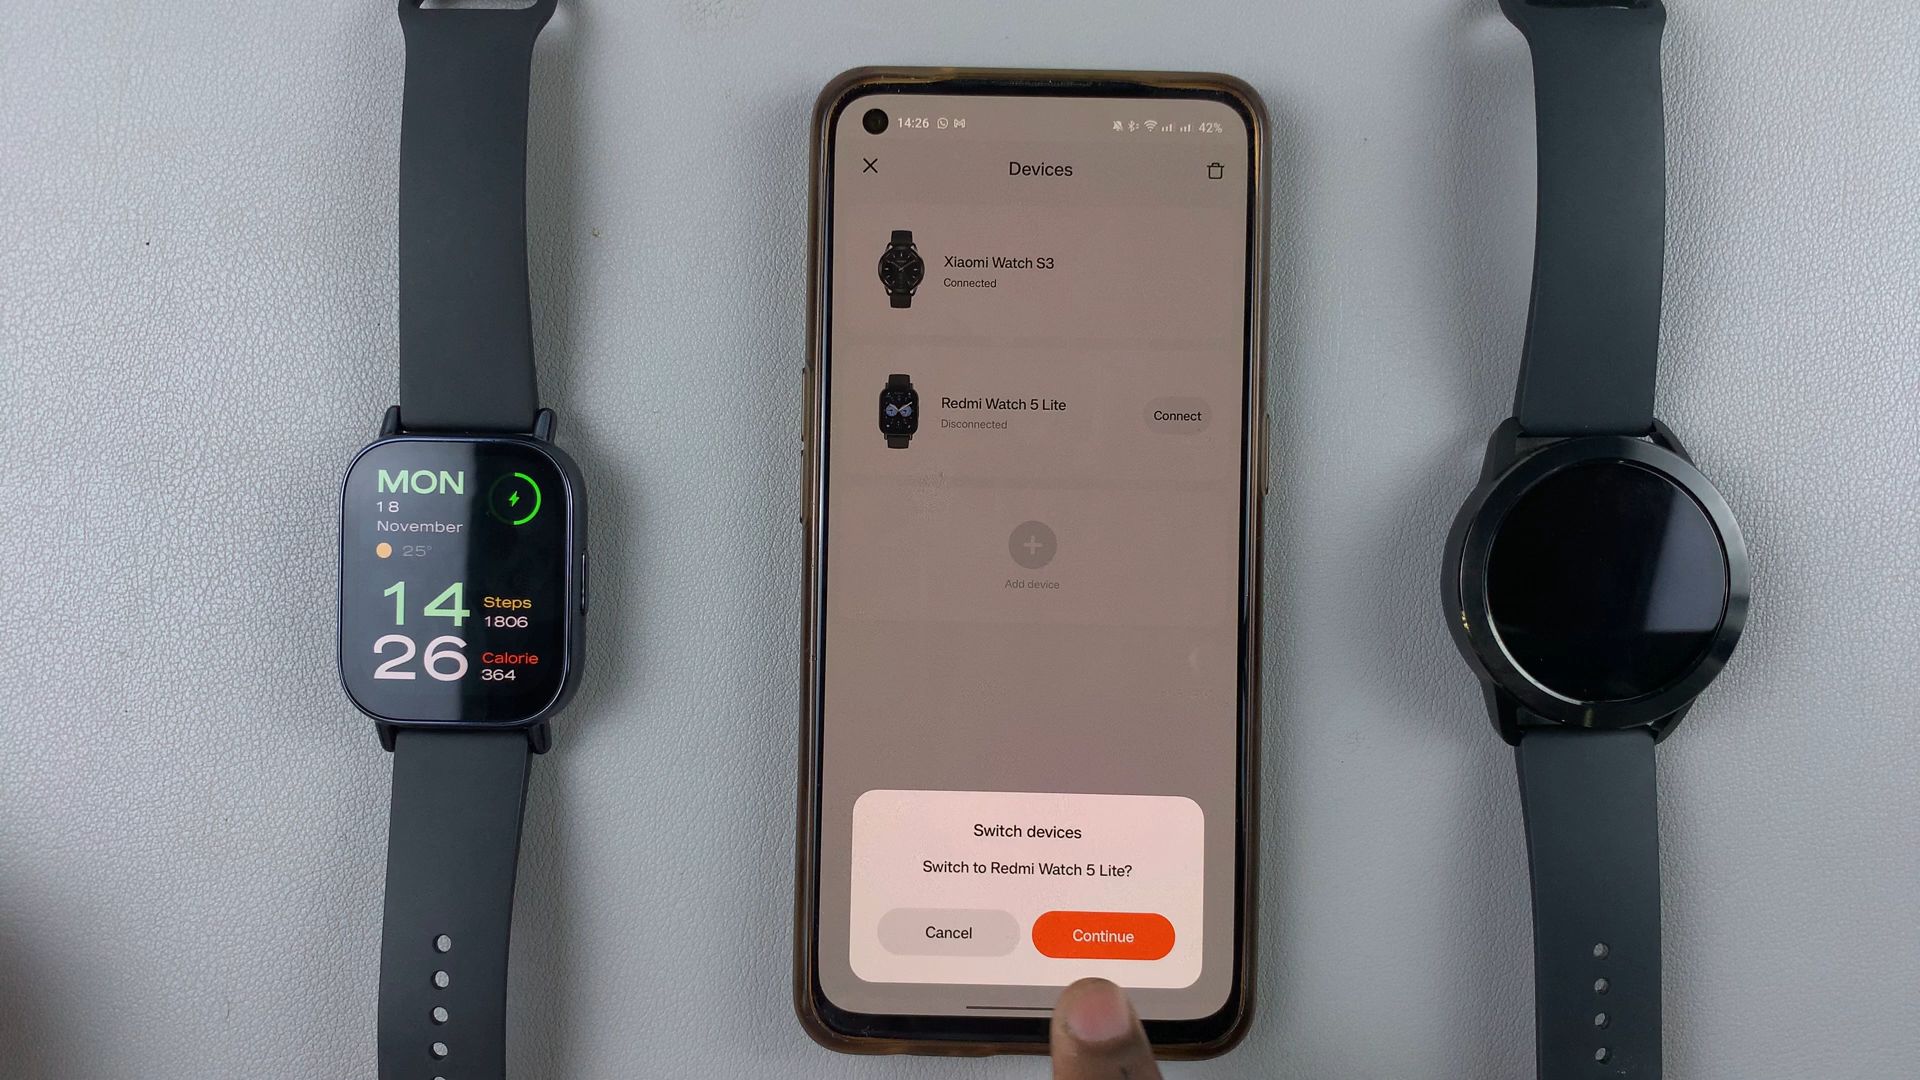 MON
18
November
25°
14
26
Steps
1806
Calorie
364
14:26
42%
Devices
Xiaomi Watch S3
Connected
Redmi Watch 5 Lite
Disconnected
Connect
Add device
Switch devices
Switch to Redmi Watch 5 Lite?
Cancel
Continue